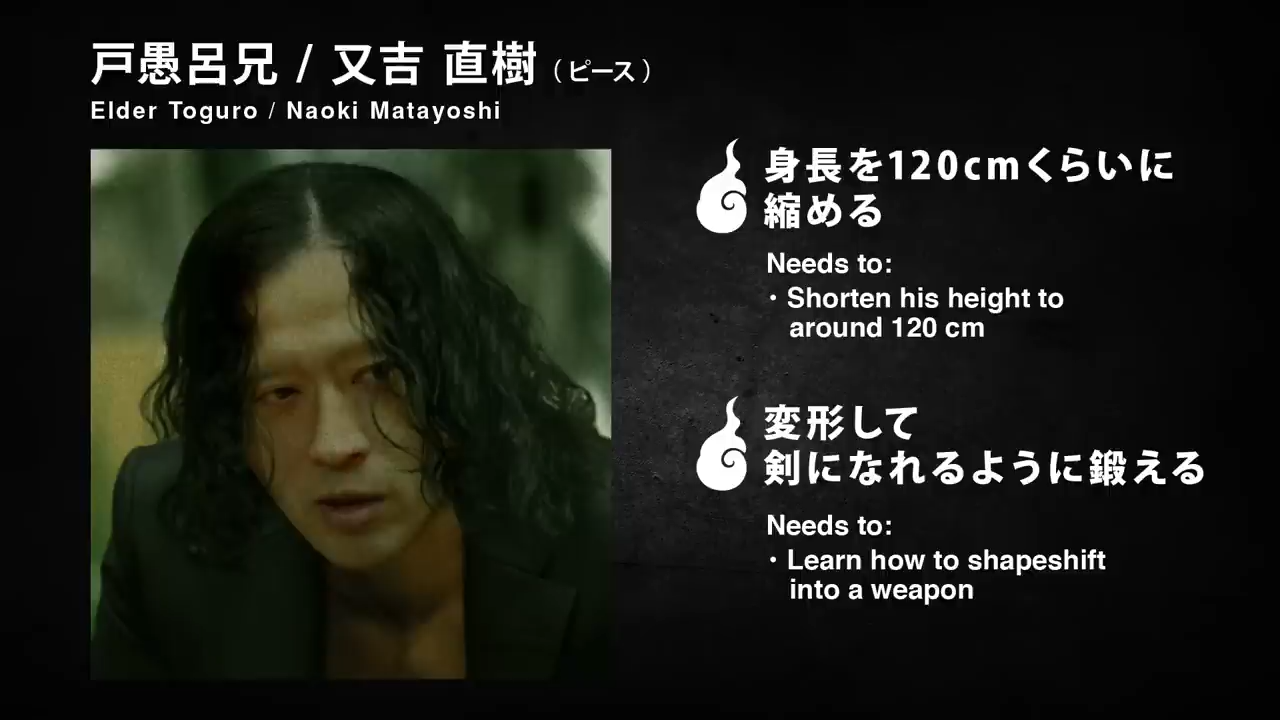 戸愚呂兄 / 又吉 直樹（ピース）
Elder Toguro / Naoki Matayoshi
身長を120cmくらいに
縮める
Needs to:
・Shorten his height to
around 120 cm
変形して
剣になれるように鍛える
Needs to:
・Learn how to shapeshift
into a weapon